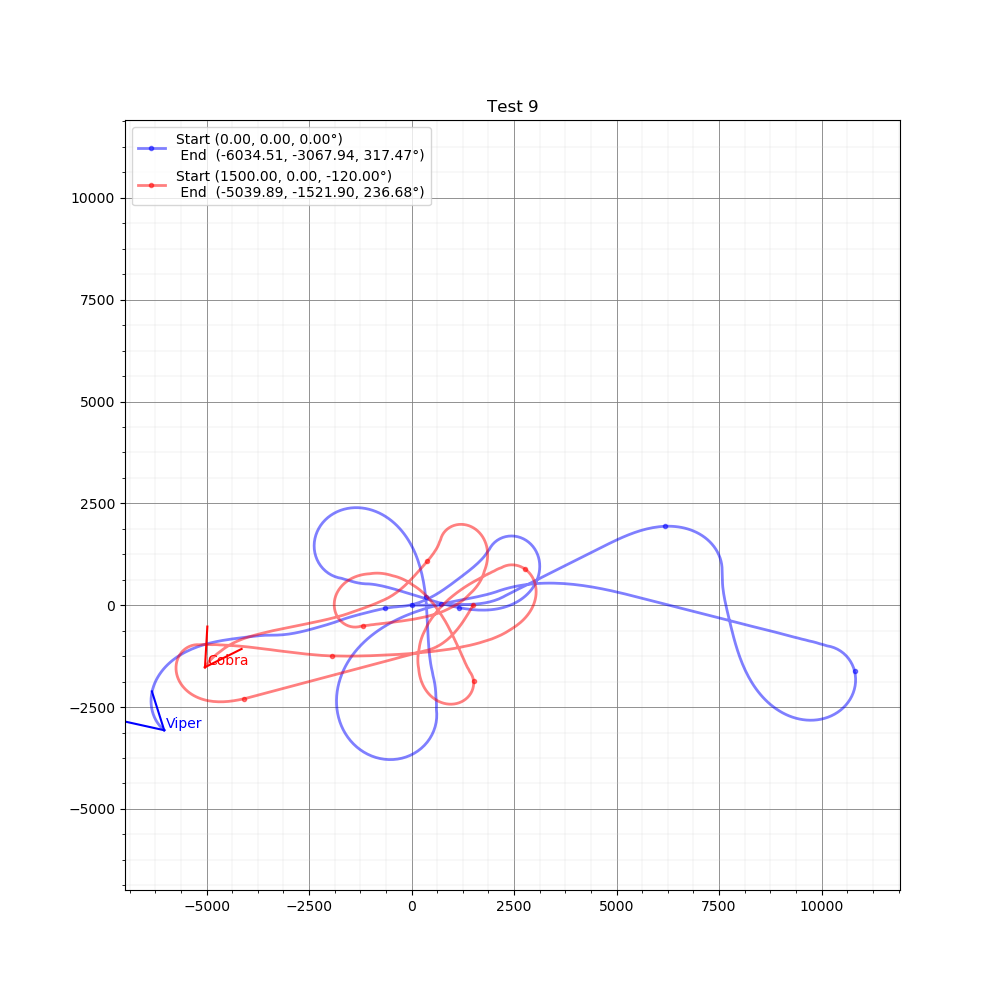 Test 9
Start (0.00, 0.00, 0.00°)
End (-6034.51, -3067.94, 317.47°)
Start (1500.00, 0.00, -120.00°)
End (-5039.89, -1521.90, 236.68°)
10000
7500
5000
2500
0
−2500
−5000
Cobra
Viper
−5000 −2500 0 2500 5000 7500 10000